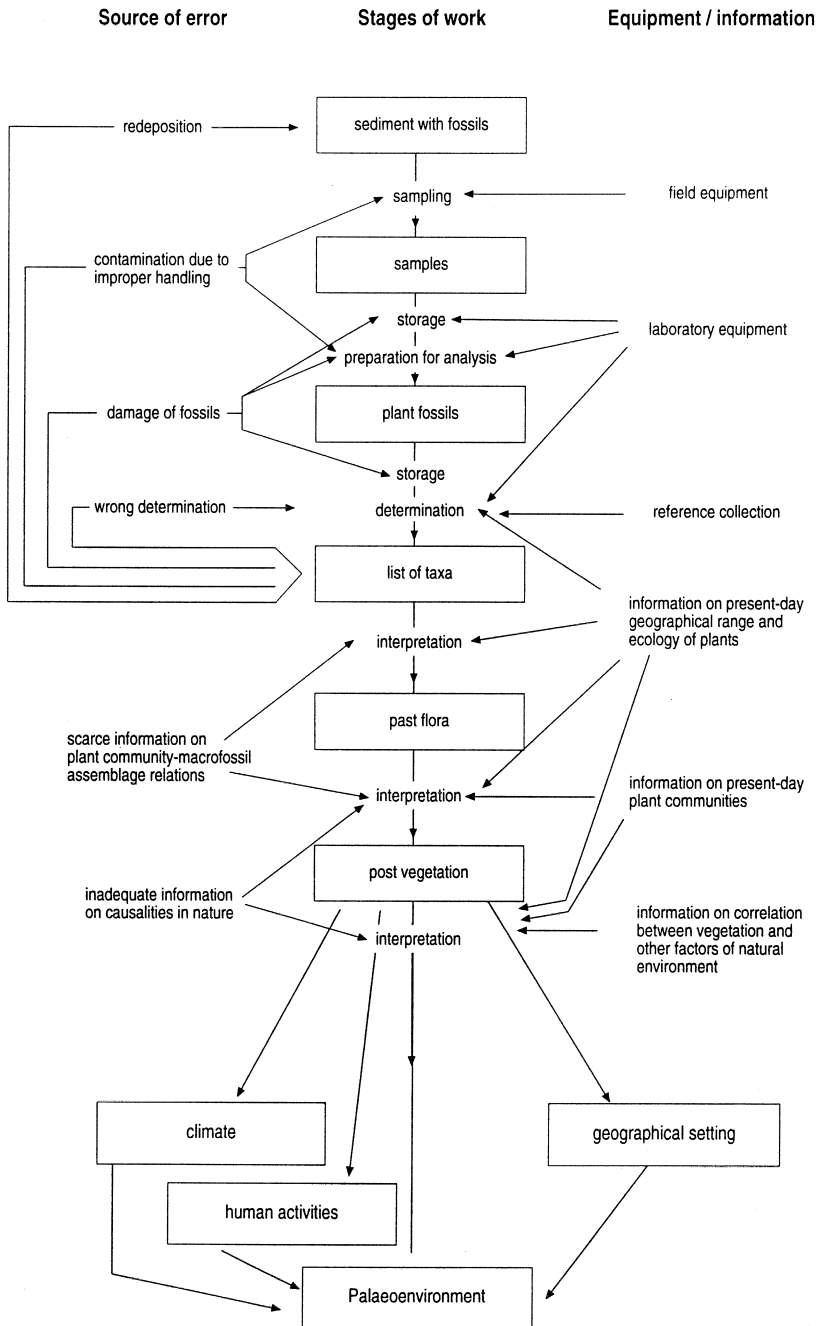 Source of error
Stages of work
Equipment / information
redeposition
sediment with fossils
sampling
field equipment
contamination due to
improper handling
samples
storage
laboratory equipment
preparation for analysis
damage of fossils
plant fossils
storage
wrong determination
determination
reference collection
list of taxa
information on present-day
geographical range and
ecology of plants
interpretation
past flora
scarce information on
plant community-macrofossil
assemblage relations
interpretation
information on present-day
plant communities
post vegetation
inadequate information
on causalities in nature
interpretation
information on correlation
between vegetation and
other factors of natural
environment
climate
geographical setting
human activities
Palaeoenvironment